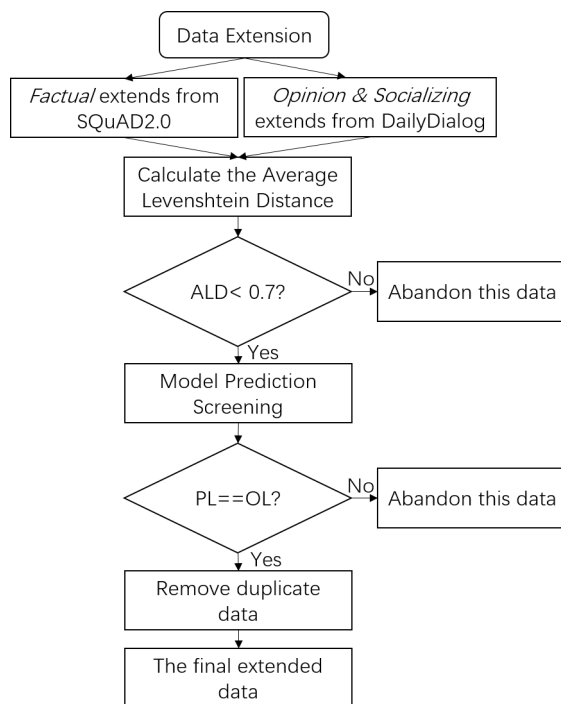 Data Extension
Factual extends from
SQuAD2.0
Opinion & Socializing
extends from DailyDialog
Calculate the Average
Levenshtein Distance
ALD< 0.7?
No
Abandon this data
Yes
Model Prediction
Screening
PL==OL?
No
Abandon this data
Yes
Remove duplicate
data
The final extended
data